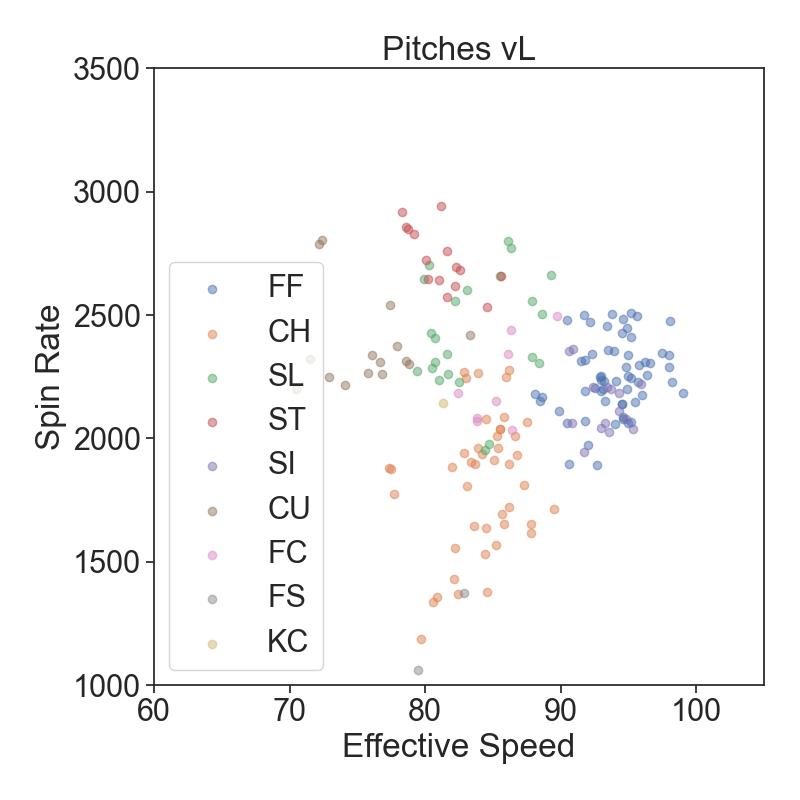 Pitches vL
3500
3000
2500
2000
1500
1000
Spin Rate
FF
CH
SL
ST
SI
CU
FC
FS
KC
60 70 80 90 100
Effective Speed